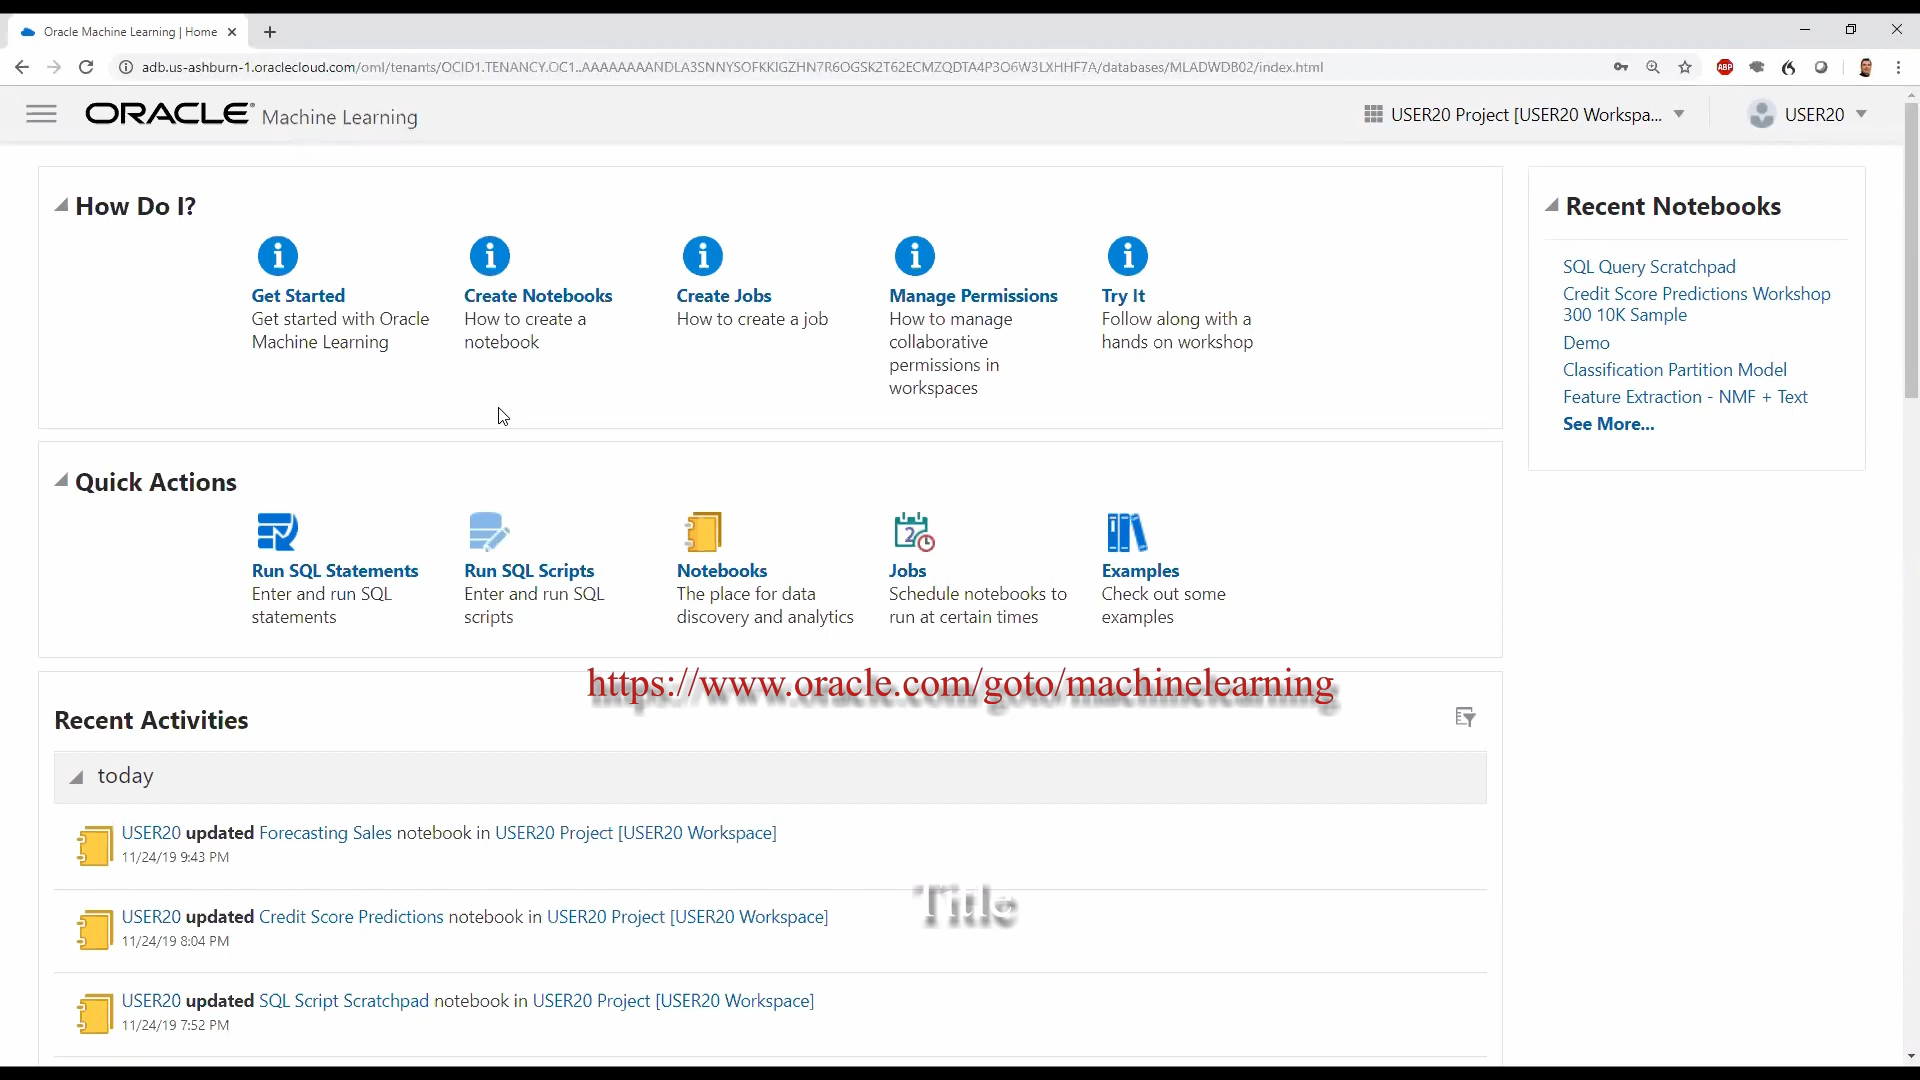 Oracle Machine Learning | Home
adb.us-ashburn-1.oraclecloud.com/oml/tenants/OCID1.TENANCY.OC1..AAAAAAAANDLA3SNNYSOFKKIGZHN7R6OGSK2T62ECMZQDTA4P3O6W3LXHHF7A/databases/MLADWDB02/index.html
ABP
ORACLE Machine Learning
USER20 Project [USER20 Workspa...
USER20
How Do I?
Get Started
Get started with Oracle
Machine Learning
Create Notebooks
How to create a
notebook
Create Jobs
How to create a job
Manage Permissions
How to manage
collaborative
permissions in
workspaces
Try It
Follow along with a
hands on workshop
Recent Notebooks
SQL Query Scratchpad
Credit Score Predictions Workshop
300 10K Sample
Demo
Classification Partition Model
Feature Extraction - NMF + Text
See More...
Quick Actions
Run SQL Statements
Enter and run SQL
statements
Run SQL Scripts
Enter and run SQL
scripts
Notebooks
The place for data
discovery and analytics
2
Jobs
Schedule notebooks to
run at certain times
Examples
Check out some
examples
https://www.oracle.com/goto/machinelearning
Recent Activities
today
USER20 updated Forecasting Sales notebook in USER20 Project [USER20 Workspace]
11/24/19 9:43 PM
Title
USER20 updated Credit Score Predictions notebook in USER20 Project [USER20 Workspace]
11/24/19 8:04 PM
USER20 updated SQL Script Scratchpad notebook in USER20 Project [USER20 Workspace]
11/24/19 7:52 PM